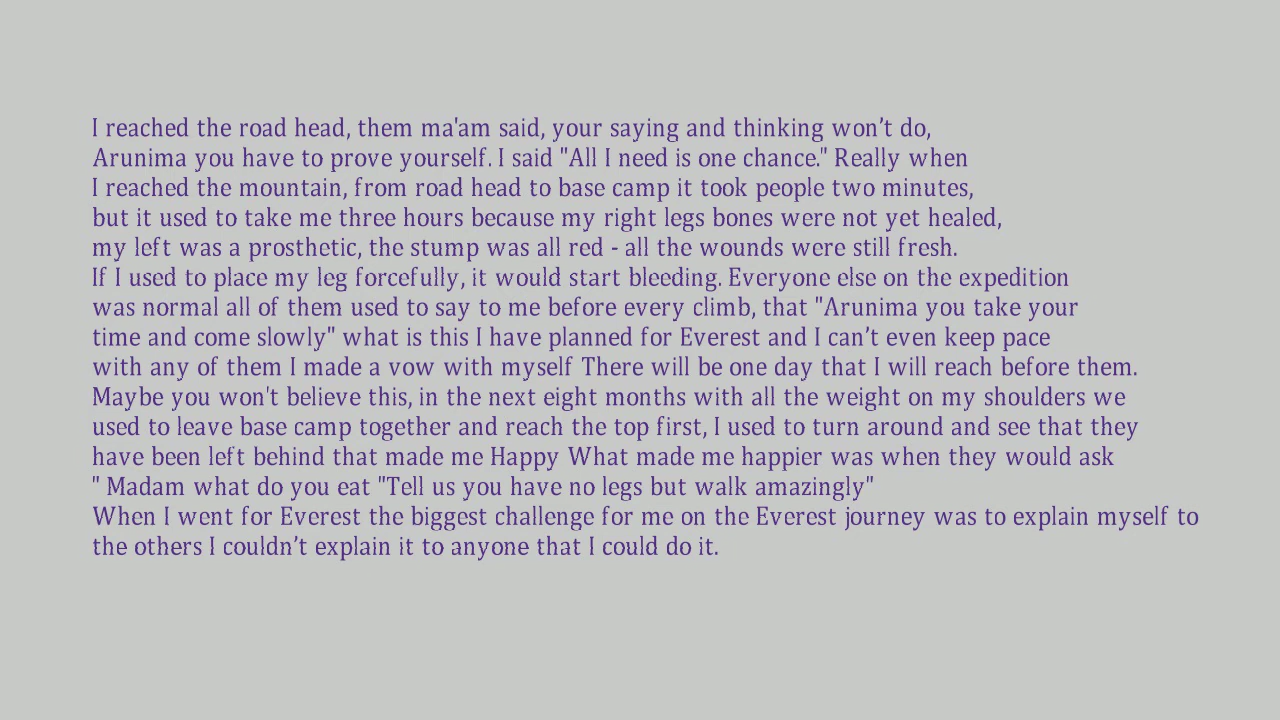 I reached the road head, them ma'am said, your saying and thinking won’t do,
Arunima you have to prove yourself. I said "All I need is one chance." Really when
I reached the mountain, from road head to base camp it took people two minutes,
but it used to take me three hours because my right legs bones were not yet healed,
my left was a prosthetic, the stump was all red - all the wounds were still fresh.
If I used to place my leg forcefully, it would start bleeding. Everyone else on the expedition
was normal all of them used to say to me before every climb, that "Arunima you take your
time and come slowly" what is this I have planned for Everest and I can’t even keep pace
with any of them I made a vow with myself There will be one day that I will reach before them.
Maybe you won't believe this, in the next eight months with all the weight on my shoulders we
used to leave base camp together and reach the top first, I used to turn around and see that they
have been left behind that made me Happy What made me happier was when they would ask
" Madam what do you eat "Tell us you have no legs but walk amazingly"
When I went for Everest the biggest challenge for me on the Everest journey was to explain myself to
the others I couldn’t explain it to anyone that I could do it.